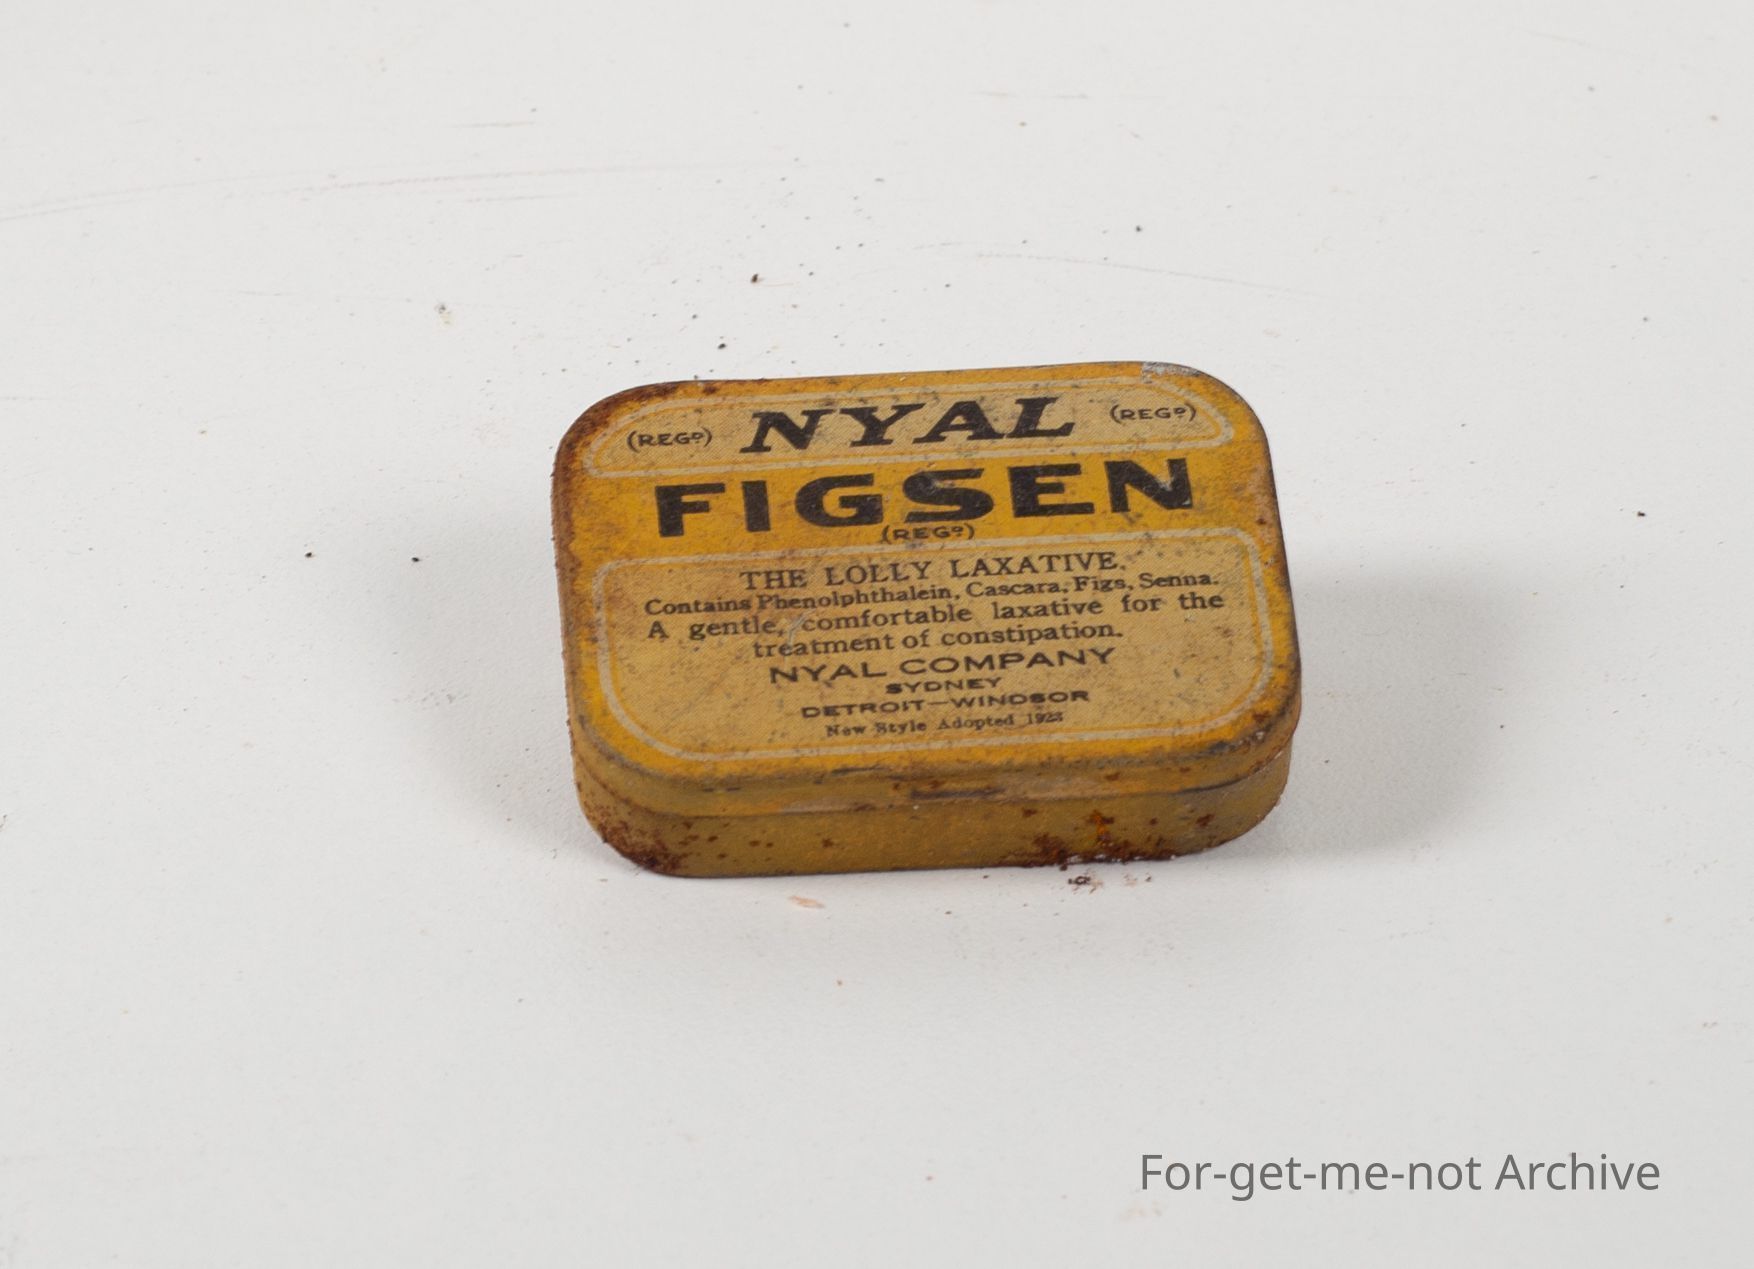 (REGD) NYAL (REGD)
FIGSEN
(REGD)
THE LOLLY LAXATIVE.
Contains Phenolphthalein, Cascara, Figs, Senna.
A gentle, comfortable laxative for the
treatment of constipation.
NYAL COMPANY
SYDNEY
DETROIT—WINDSOR
New Style Adopted 1923
For-get-me-not Archive